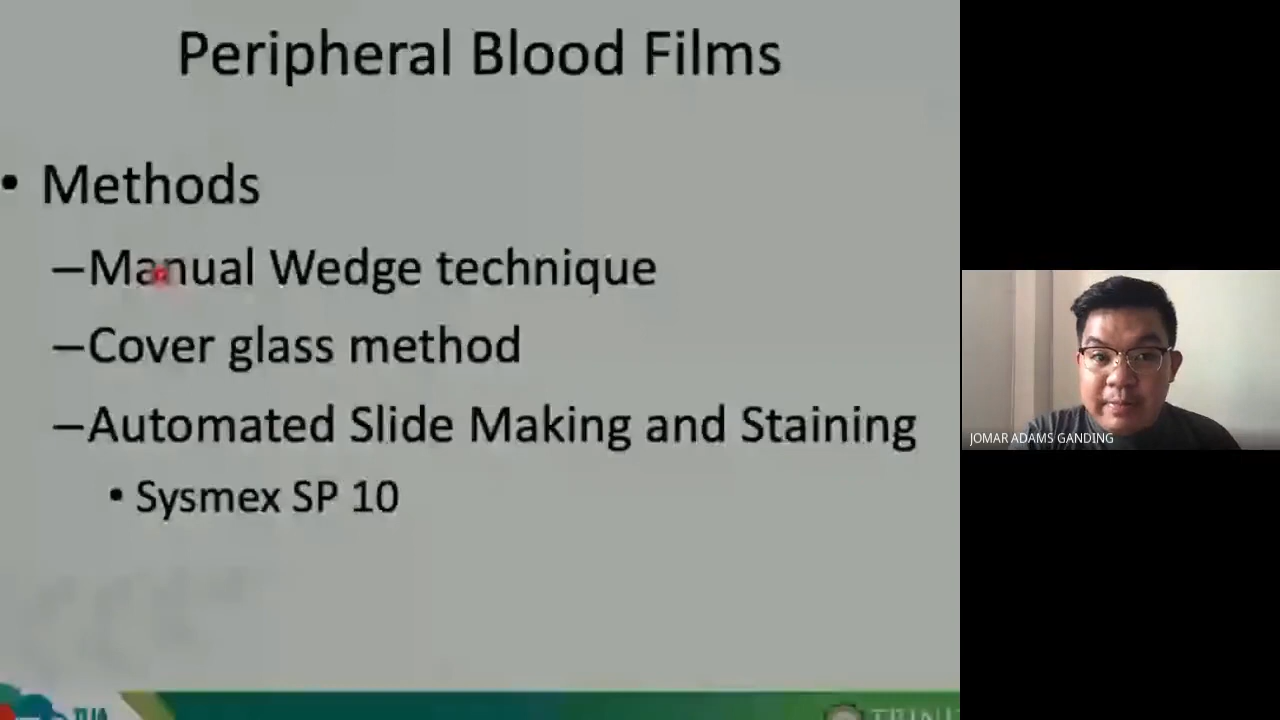 Peripheral Blood Films
• Methods
–Manual Wedge technique
–Cover glass method
–Automated Slide Making and Staining
• Sysmex SP 10
JOMAR ADAMS GANDING